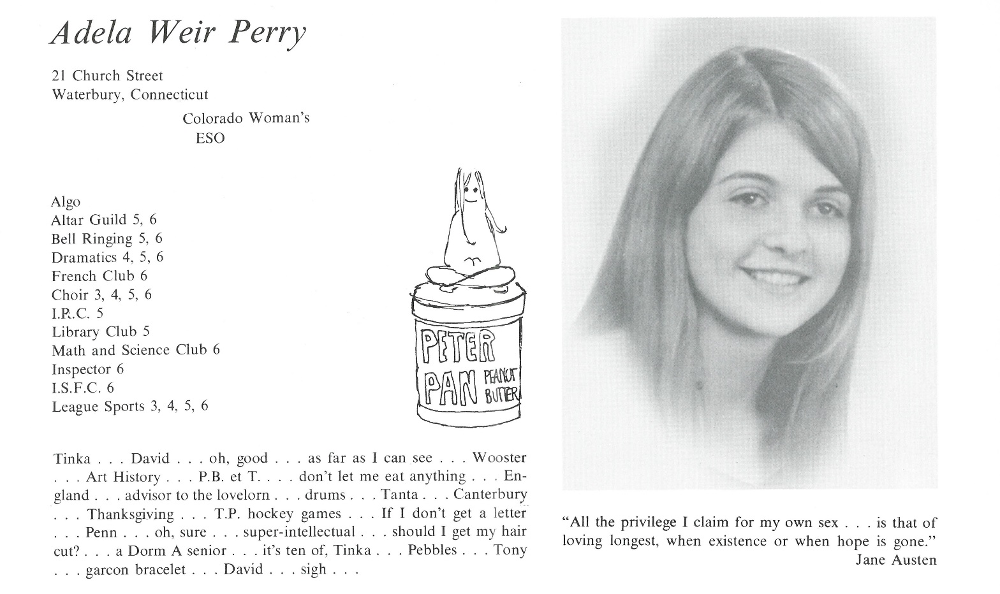 Adela Weir Perry
21 Church Street
Waterbury, Connecticut
Colorado Woman's
ESO
Algo
Altar Guild 5, 6
Bell Ringing 5, 6
Dramatics 4, 5, 6
French Club 6
Choir 3, 4, 5, 6
I.R.C. 5
Library Club 5
Math and Science Club 6
Inspector 6
I.S.F.C. 6
League Sports 3, 4, 5, 6
PETER
PAN PEANUT
BUTTER
Tinka . . . David . . . oh, good . . . as far as I can see . . . Wooster
. . . Art History . . . P.B. et T. . . . don't let me eat anything . . . En-
gland . . . advisor to the lovelorn . . . drums . . . Tanta . . . Canterbury
. . . Thanksgiving . . . T.P. hockey games . . . If I don't get a letter
. . . Penn . . . oh, sure . . . super-intellectual . . . should I get my hair
cut? . . . a Dorm A senior . . . it's ten of, Tinka . . . Pebbles . . . Tony
. . . garcon bracelet . . . David . . . sigh . . .
“All the privilege I claim for my own sex . . . is that of
loving longest, when existence or when hope is gone.”
Jane Austen